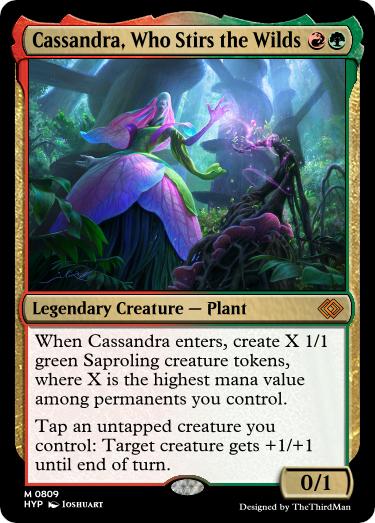 Cassandra, Who Stirs the Wilds
Legendary Creature — Plant
When Cassandra enters, create X 1/1
green Saproling creature tokens,
where X is the highest mana value
among permanents you control.
Tap an untapped creature you
control: Target creature gets +1/+1
until end of turn.
0/1
M 0809
HYP Ioshuart
Designed by TheThirdMan